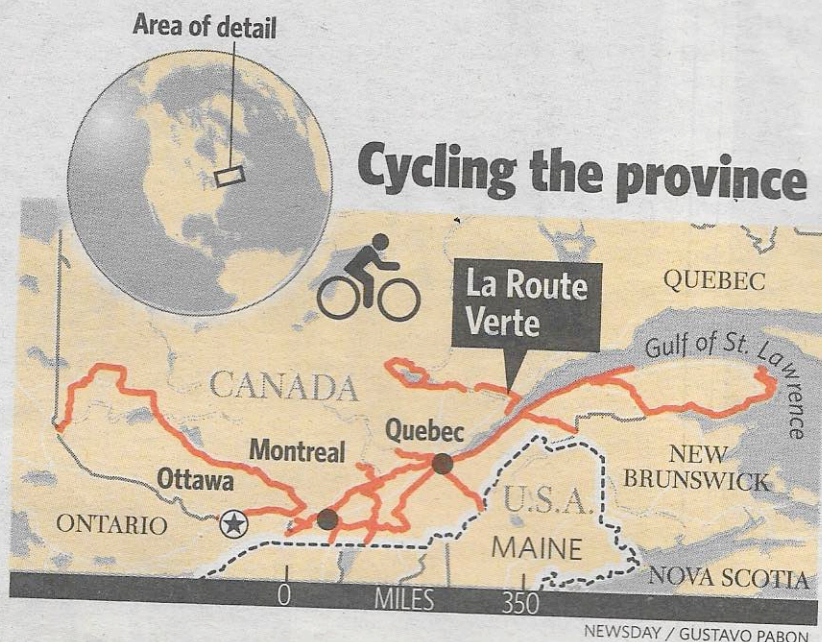 Area of detail
Cycling the province
La Route
Verte
QUEBEC
Gulf of St. Lawrence
CANADA
Quebec
Montreal
Ottawa
NEW
BRUNSWICK
U.S.A.
ONTARIO
MAINE
NOVA SCOTIA
0 MILES 350
NEWSDAY / GUSTAVO PABON